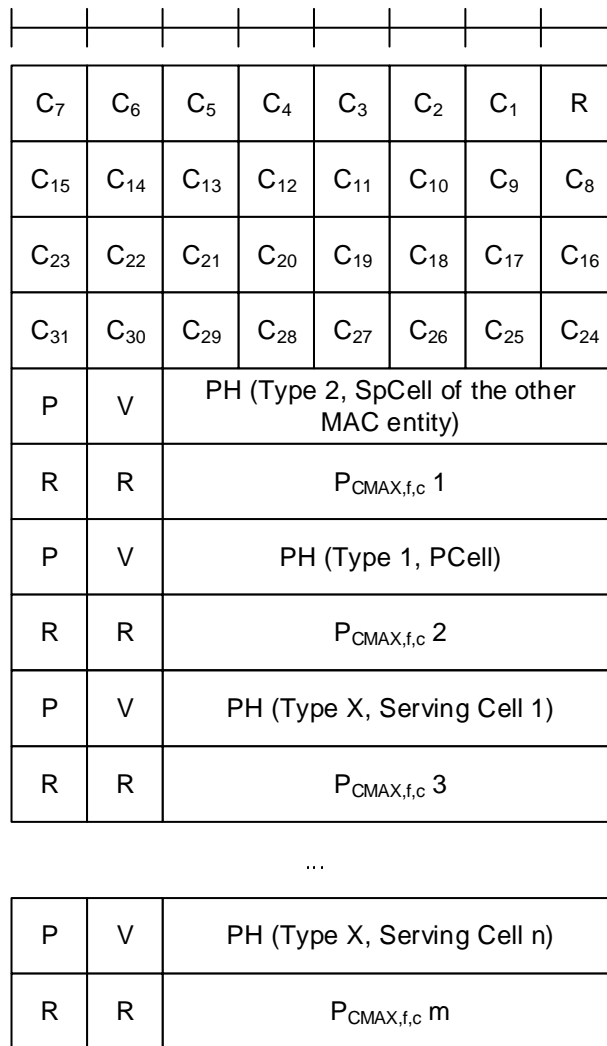 C7 C6 C5 C4 C3 C2 C1 R
C15 C14 C13 C12 C11 C10 C9 C8
C23 C22 C21 C20 C19 C18 C17 C16
C31 C30 C29 C28 C27 C26 C25 C24
P V PH (Type 2, SpCell of the other
MAC entity)
R R PCMAX,f,c 1
P V PH (Type 1, PCell)
R R PCMAX,f,c 2
P V PH (Type X, Serving Cell 1)
R R PCMAX,f,c 3
...
P V PH (Type X, Serving Cell n)
R R PCMAX,f,c m